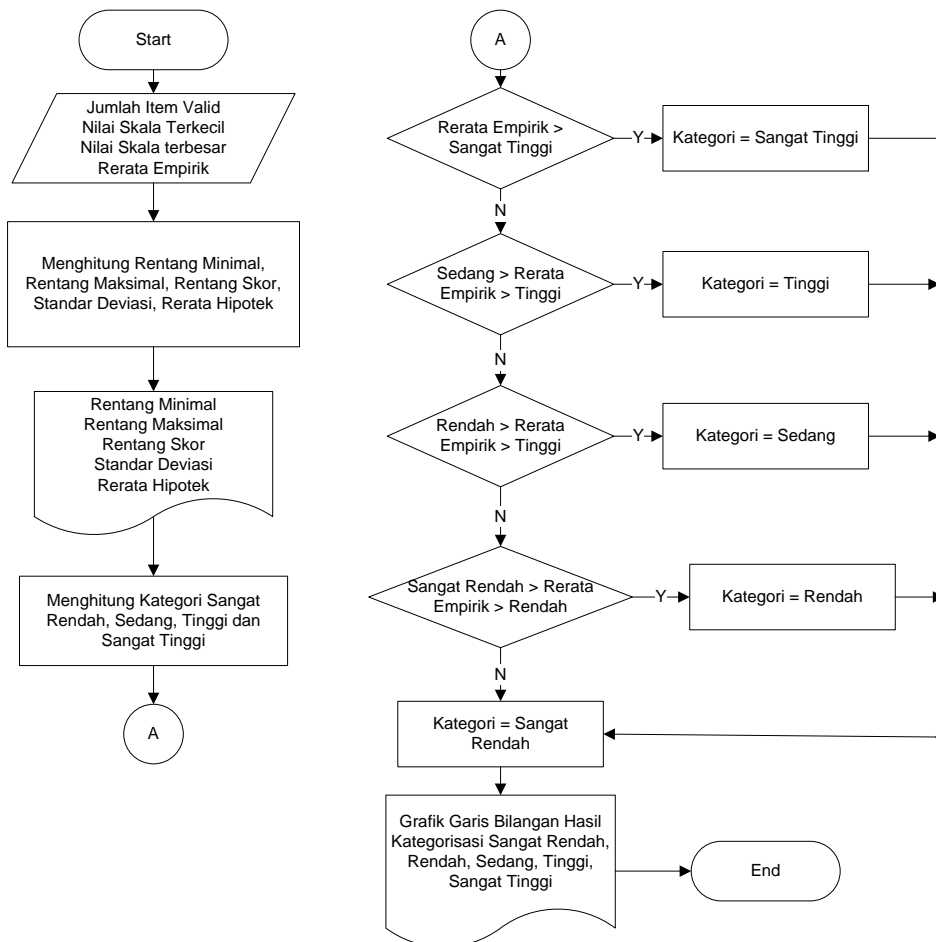 Start
Jumlah Item Valid
Nilai Skala Terkecil
Nilai Skala terbesar
Rerata Empirik
Menghitung Rentang Minimal,
Rentang Maksimal, Rentang Skor,
Standar Deviasi, Rerata Hipotek
Rentang Minimal
Rentang Maksimal
Rentang Skor
Standar Deviasi
Rerata Hipotek
Menghitung Kategori Sangat
Rendah, Sedang, Tinggi dan
Sangat Tinggi
A
A
Rerata Empirik >
Sangat Tinggi
Y
Kategori = Sangat Tinggi
N
Sedang > Rerata
Empirik > Tinggi
Y
Kategori = Tinggi
N
Rendah > Rerata
Empirik > Tinggi
Y
Kategori = Sedang
N
Sangat Rendah > Rerata
Empirik > Rendah
Y
Kategori = Rendah
N
Kategori = Sangat
Rendah
Grafik Garis Bilangan Hasil
Kategorisasi Sangat Rendah,
Rendah, Sedang, Tinggi,
Sangat Tinggi
End